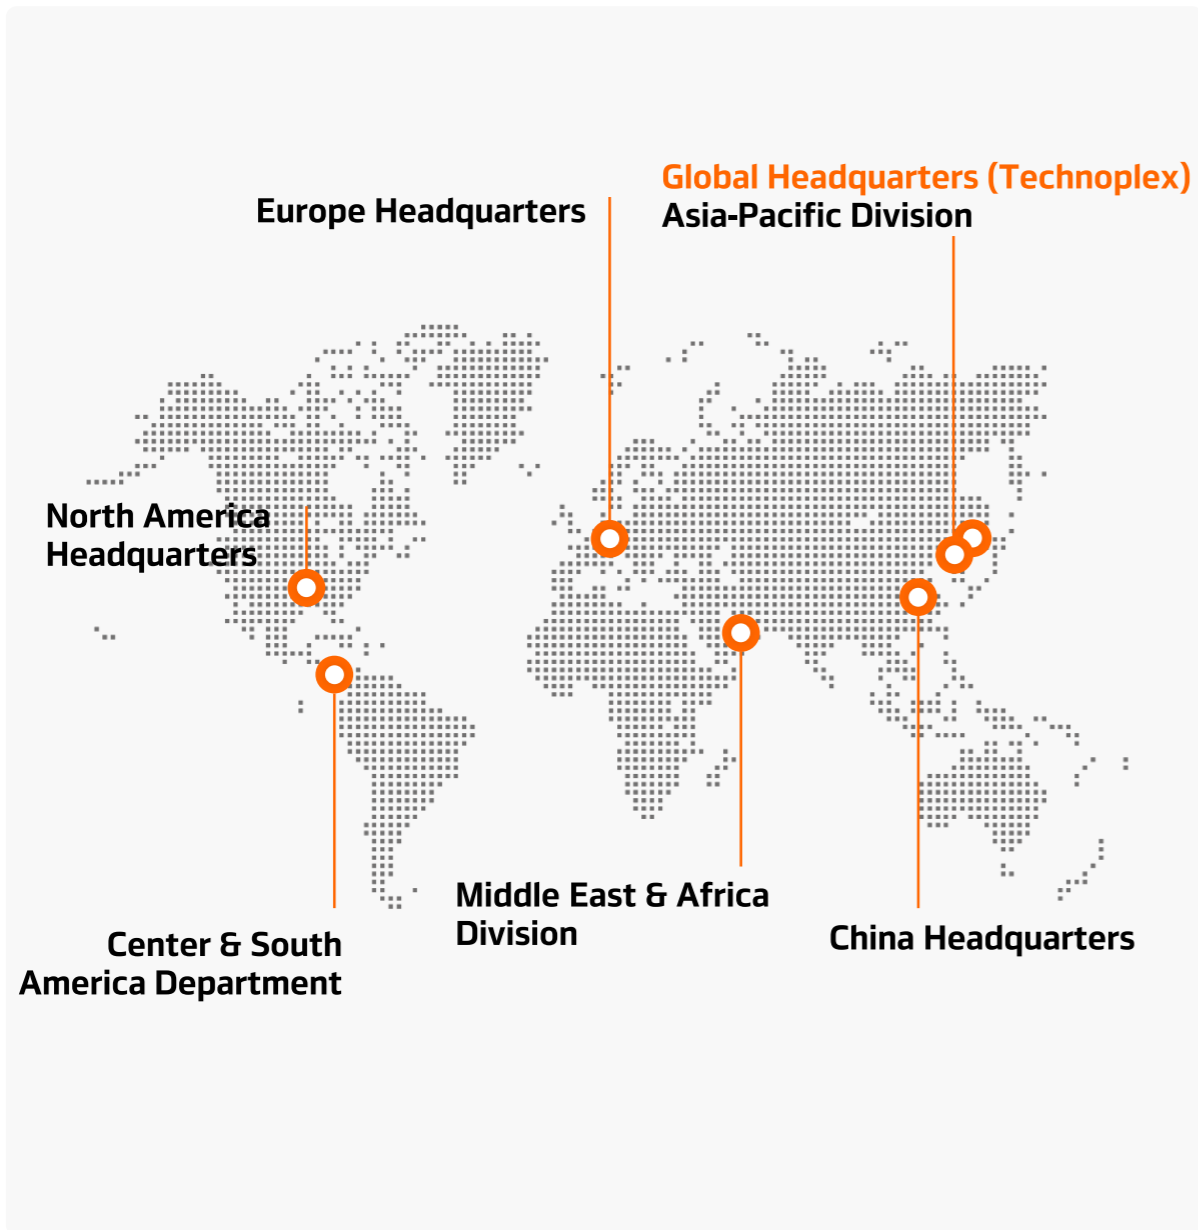 Global Headquarters (Technoplex)
Asia-Pacific Division
Europe Headquarters
North America
Headquarters
Middle East & Africa
Division
China Headquarters
Center & South
America Department